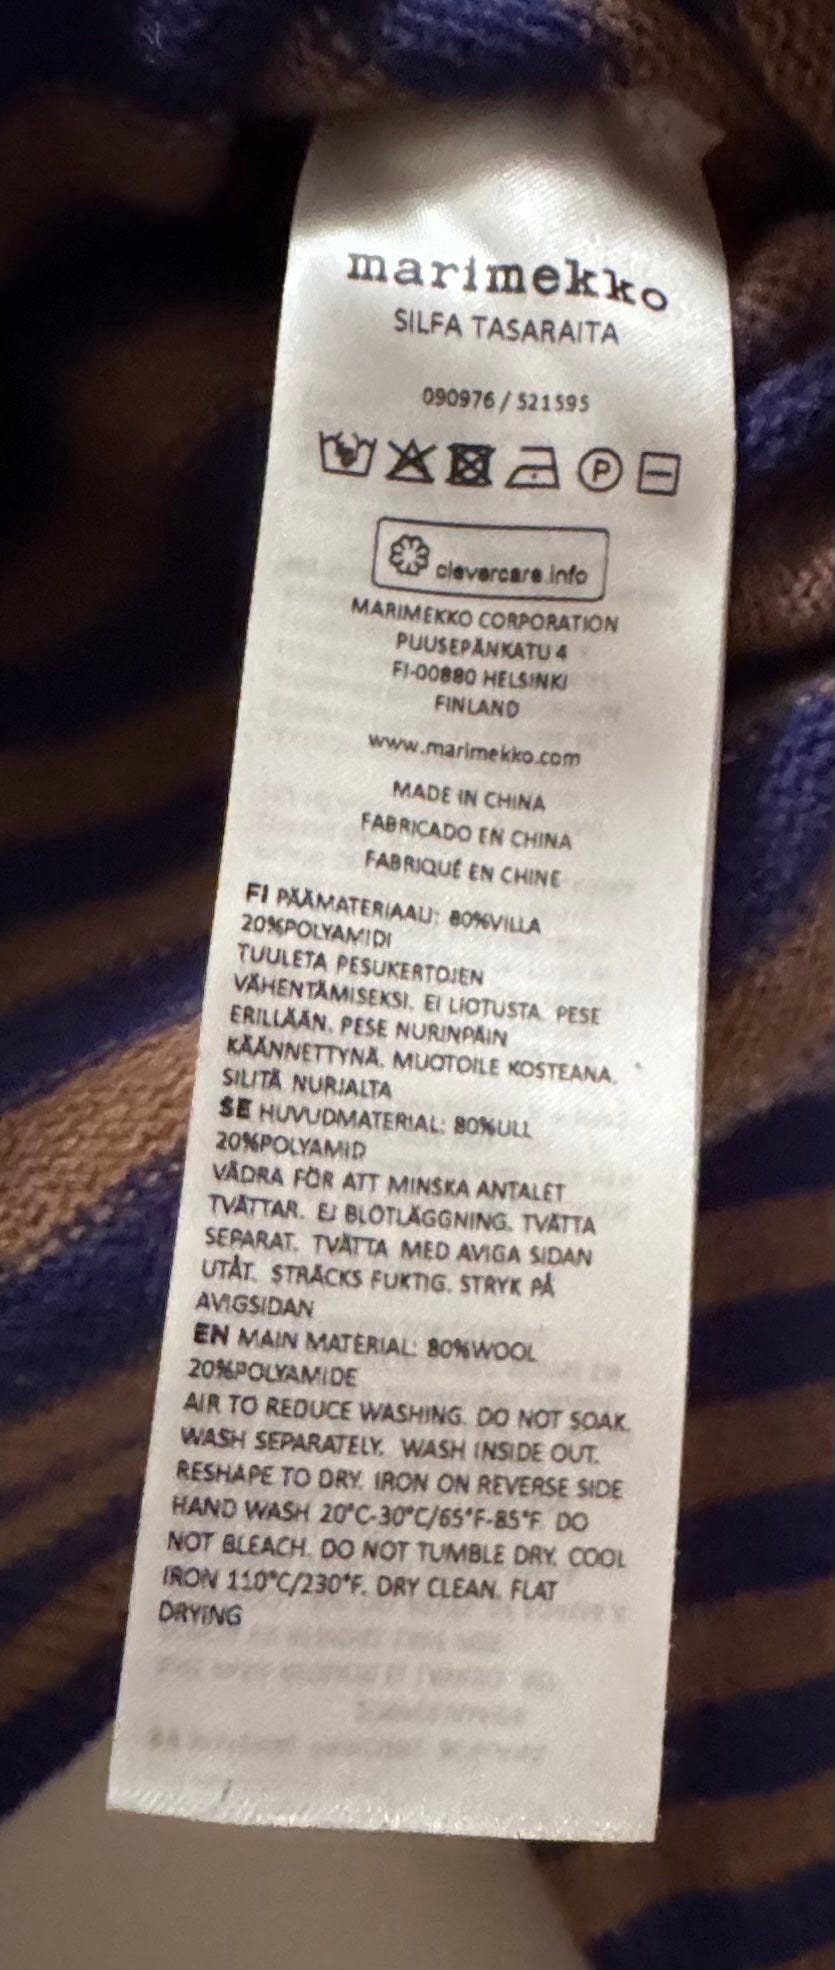 marimekko
SILFA TASARAITA
090976 / 521595
P
clevercare.info
MARIMEKKO CORPORATION
PUUSEPÄNKATU 4
FI-00880 HELSINKI
FINLAND
www.marimekko.com
MADE IN CHINA
FABRICADO EN CHINA
FABRIQUÉ EN CHINE
FI PÄÄMATERIAALI: 80%VILLA
20%POLYAMIDI
TUULETA PESUKERTOJEN
VÄHENTÄMISEKSI. EI LIOTUSTA. PESE
ERILLÄÄN. PESE NURINPÄIN
KÄÄNNETTYNÄ. MUOTOILE KOSTEANA.
SILITÄ NURJALTA
SE HUVUDMATERIAL: 80%ULL
20%POLYAMID
VÄDRA FÖR ATT MINSKA ANTALET
TVÄTTAR. EJ BLÖTLÄGGNING. TVÄTTA
SEPARAT. TVÄTTA MED AVIGA SIDAN
UTÅT. STRÄCKS FUKTIG. STRYK PÅ
AVIGSIDAN
EN MAIN MATERIAL: 80%WOOL
20%POLYAMIDE
AIR TO REDUCE WASHING. DO NOT SOAK.
WASH SEPARATELY. WASH INSIDE OUT.
RESHAPE TO DRY. IRON ON REVERSE SIDE
HAND WASH 20°C-30°C/65°F-85°F. DO
NOT BLEACH. DO NOT TUMBLE DRY. COOL
IRON 110°C/230°F. DRY CLEAN. FLAT
DRYING